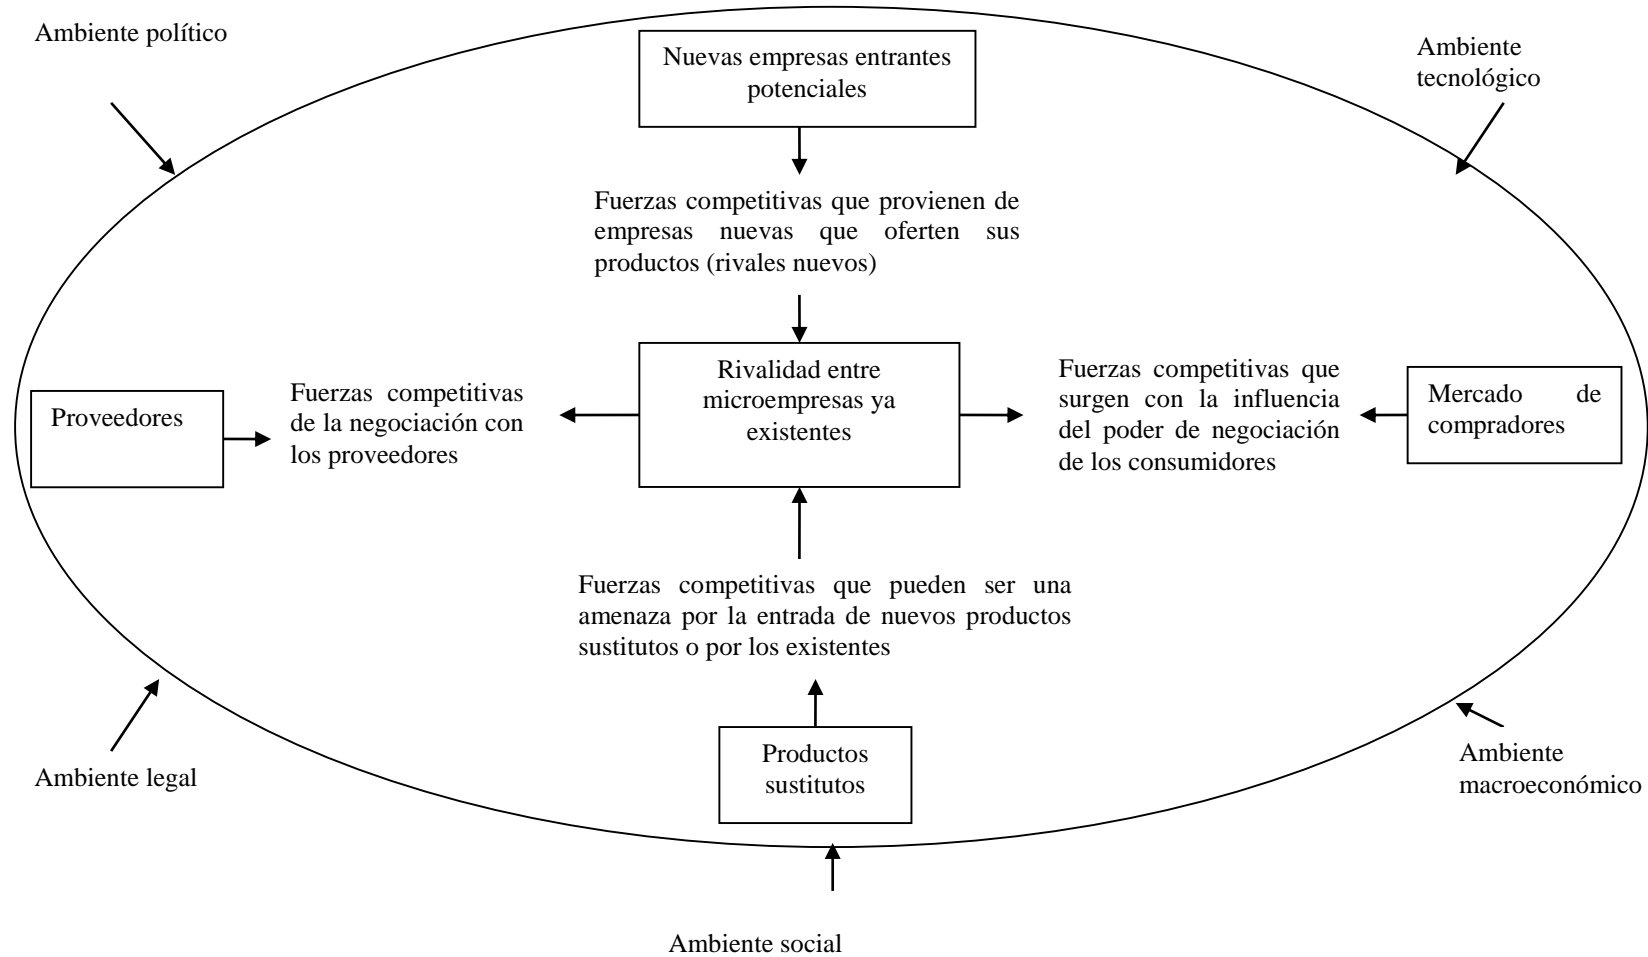 Ambiente político
Nuevas empresas entrantes
potenciales
Ambiente
tecnológico
Fuerzas competitivas que provienen de
empresas nuevas que oferten sus
productos (rivales nuevos)
Proveedores
Fuerzas competitivas
de la negociación con
los proveedores
Rivalidad entre
microempresas ya
existentes
Fuerzas competitivas que
surgen con la influencia
del poder de negociación
de los consumidores
Mercado de
compradores
Fuerzas competitivas que pueden ser una
amenaza por la entrada de nuevos productos
sustitutos o por los existentes
Ambiente legal
Productos
sustitutos
Ambiente
macroeconómico
Ambiente social